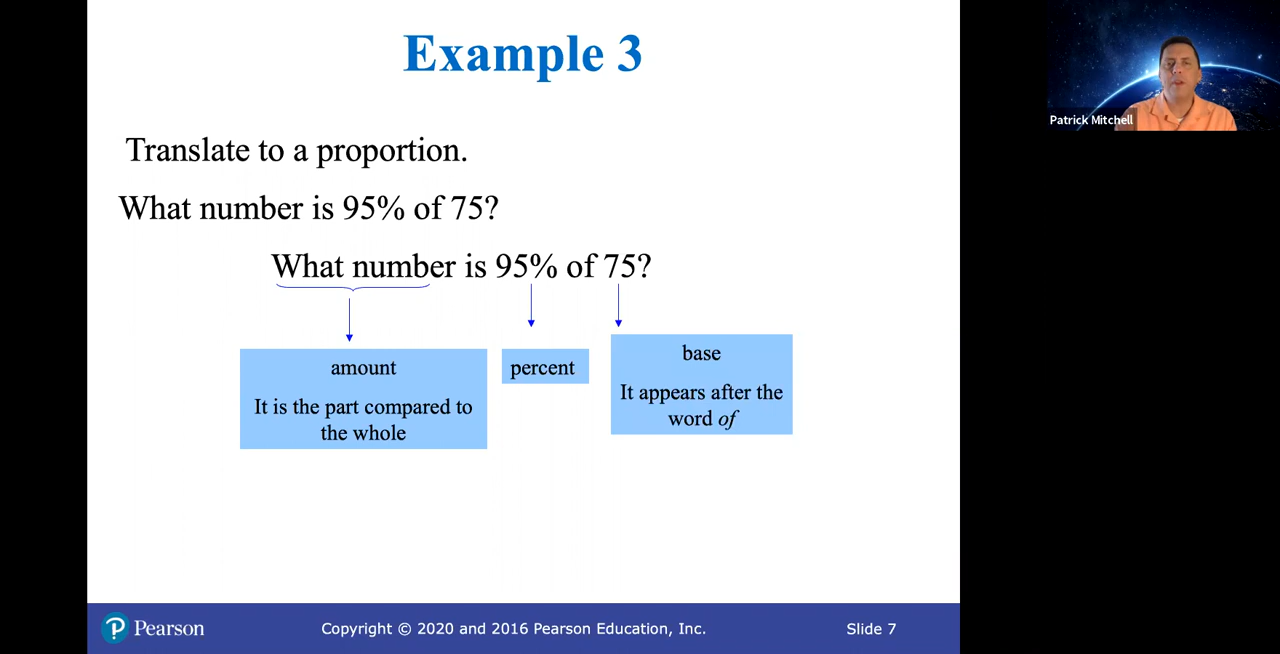 Example 3
Patrick Mitchell
Translate to a proportion.
What number is 95% of 75?
What number is 95% of 75?
amount
It is the part compared to
the whole
percent
base
It appears after the
word of
Pearson
Copyright © 2020 and 2016 Pearson Education, Inc.
Slide 7